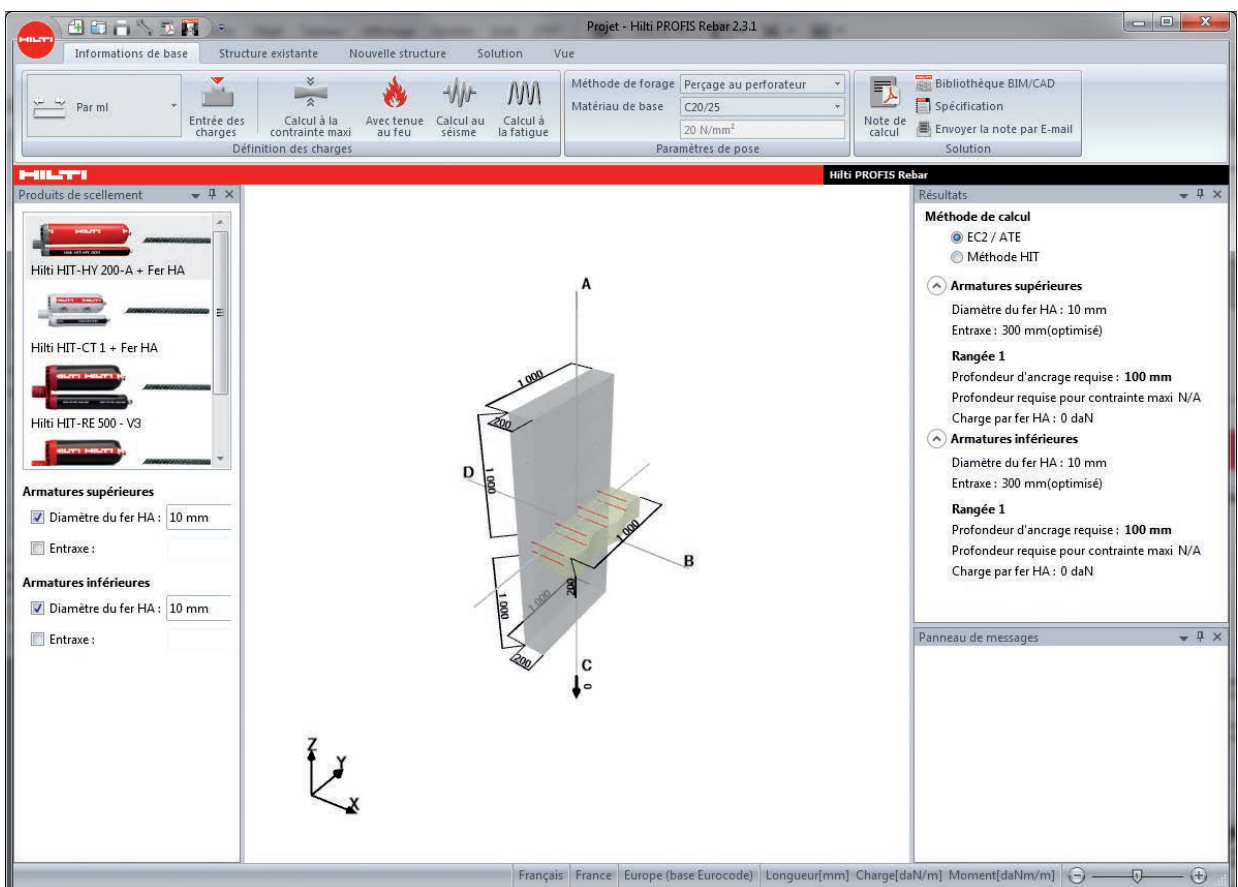 Projet - Hilti PROFIS Rebar 2.3.1
HILTI
Informations de base Structure existante Nouvelle structure Solution Vue
Par ml
Entrée des charges
Calcul à la contrainte maxi
Avec tenue au feu
Calcul au séisme
Calcul à la fatigue
Définition des charges
Méthode de forage Perçage au perforateur
Matériau de base C20/25
20 N/mm²
Paramètres de pose
Note de calcul
Bibliothèque BIM/CAD
Spécification
Envoyer la note par E-mail
Solution
HILTI
Hilti PROFIS Rebar
Produits de scellement
HILTI
Hilti HIT-HY 200-A + Fer HA
Hilti HIT-CT 1 + Fer HA
Hilti HIT-RE 500 - V3
Armatures supérieures
Diamètre du fer HA : 10 mm
Entraxe :
Armatures inférieures
Diamètre du fer HA : 10 mm
Entraxe :
A
1 000
200
D
1 000
1 000
B
1 000
1 000
200
200
C
0
Z
Y
X
Résultats
Méthode de calcul
EC2 / ATE
Méthode HIT
Armatures supérieures
Diamètre du fer HA : 10 mm
Entraxe : 300 mm(optimisé)
Rangée 1
Profondeur d'ancrage requise : 100 mm
Profondeur requise pour contrainte maxi N/A
Charge par fer HA : 0 daN
Armatures inférieures
Diamètre du fer HA : 10 mm
Entraxe : 300 mm(optimisé)
Rangée 1
Profondeur d'ancrage requise : 100 mm
Profondeur requise pour contrainte maxi N/A
Charge par fer HA : 0 daN
Panneau de messages
Français France Europe (base Eurocode) Longueur[mm] Charge[daN/m] Moment[daNm/m]